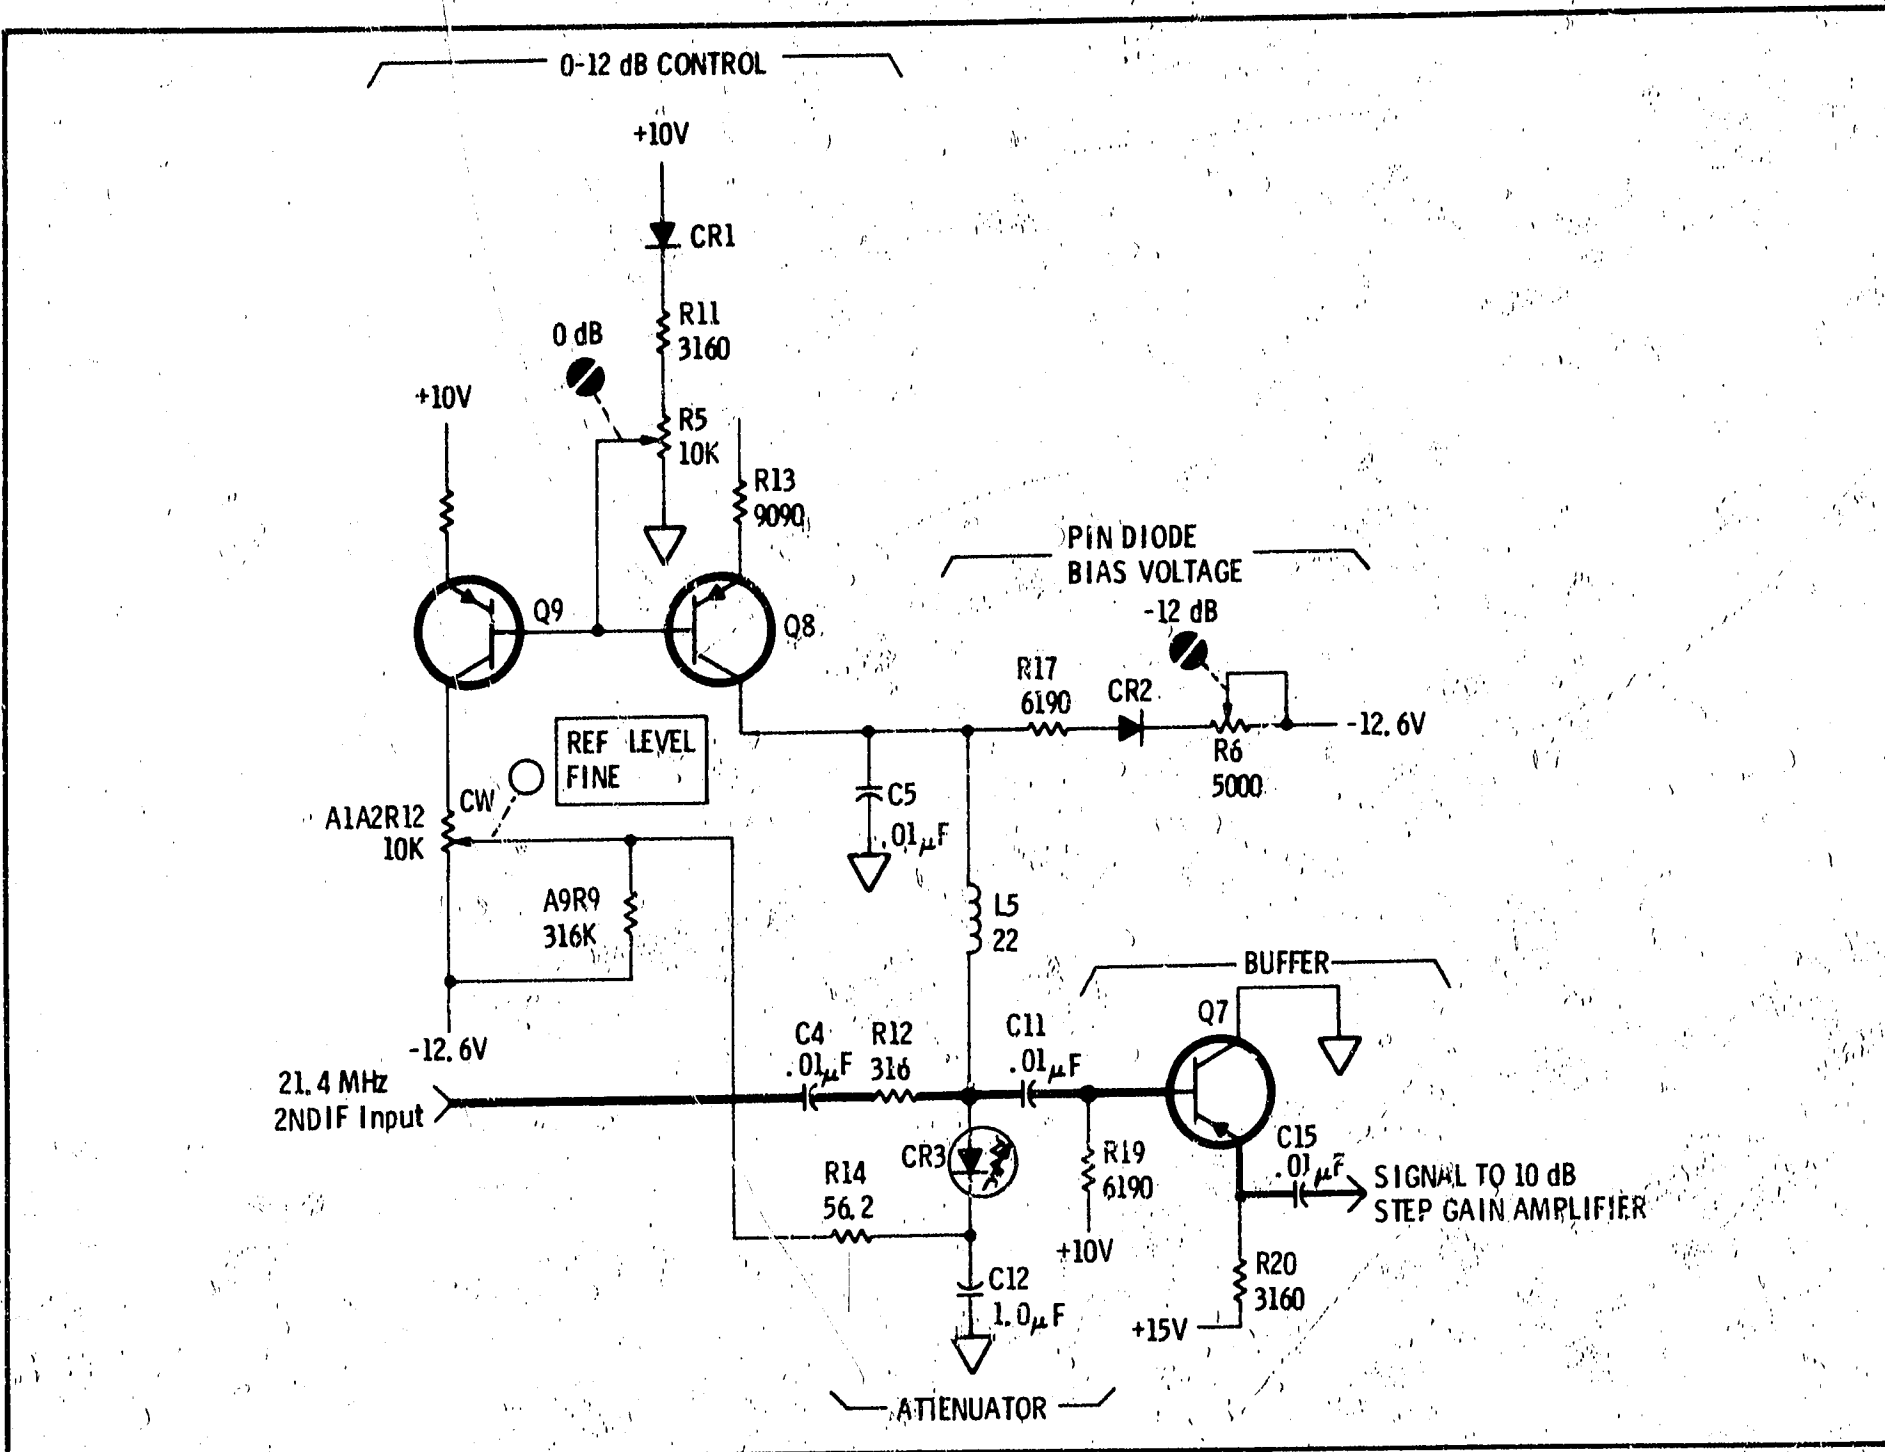 0-12 dB CONTROL
+10V
CR1
R11
3160
0 dB
+10V
R5
10K
R13
9090
PIN DIODE
BIAS VOLTAGE
-12 dB
Q9
Q8
R17
6190
CR2
-12.6V
R6
5000
REF LEVEL
FINE
CW
A1A2R12
10K
C5
.01μF
A9R9
316K
L5
22
BUFFER
-12.6V
C4
.01μF
R12
316
C11
.01μF
Q7
21.4 MHz
2NDIF Input
CR3
R19
6190
C15
.01μF
SIGNAL TO 10 dB
STEP GAIN AMPLIFIER
R14
56.2
+10V
C12
1.0μF
R20
3160
+15V
ATTENUATOR